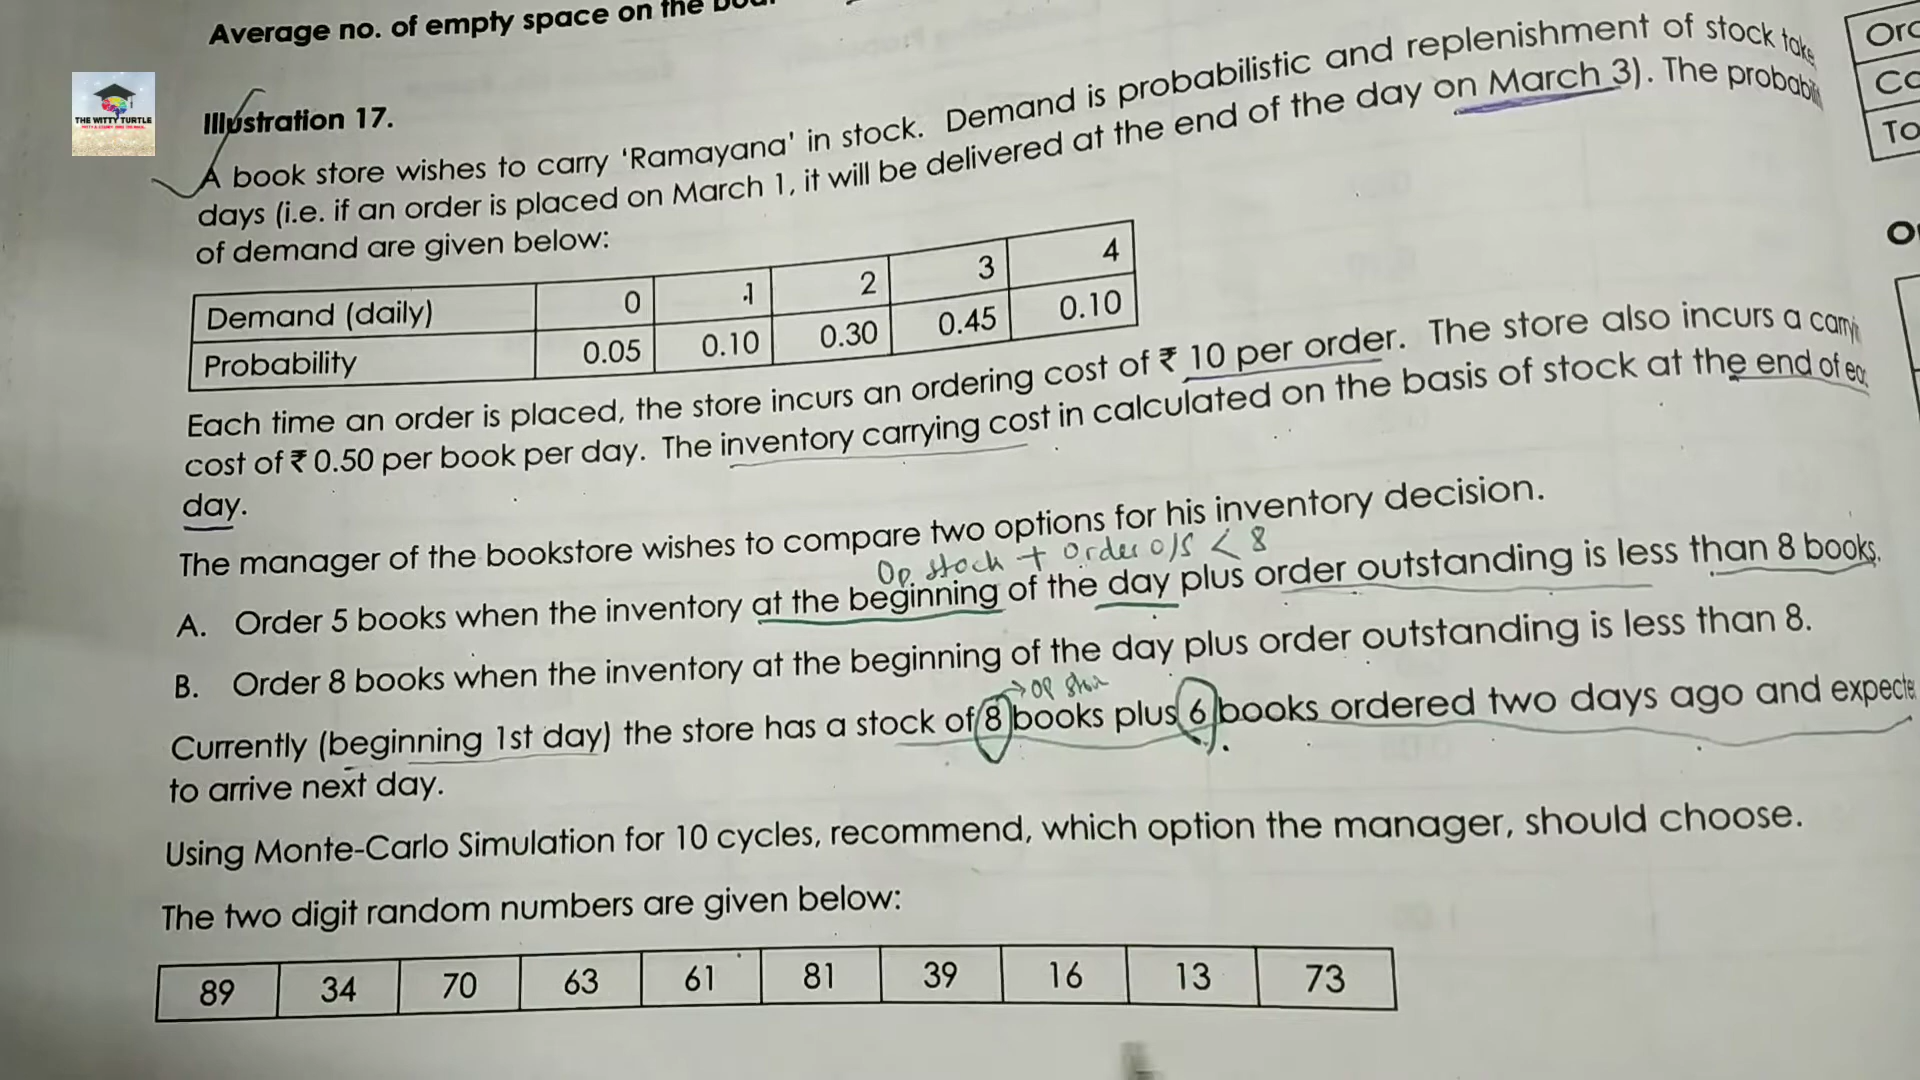 Average no. of empty space on the
THE WITTY TURTLE
Illustration 17.
A book store wishes to carry 'Ramayana' in stock. Demand is probabilistic and replenishment of stock take
days (i.e. if an order is placed on March 1, it will be delivered at the end of the day on March 3). The probabi
of demand are given below:
Demand (daily) 0 1 2 3 4
Probability 0.05 0.10 0.30 0.45 0.10
Each time an order is placed, the store incurs an ordering cost of ₹ 10 per order. The store also incurs a carryi
cost of ₹ 0.50 per book per day. The inventory carrying cost in calculated on the basis of stock at the end of ea
day.
The manager of the bookstore wishes to compare two options for his inventory decision.
Op. stock + order o/s < 8
A. Order 5 books when the inventory at the beginning of the day plus order outstanding is less than 8 books.
B. Order 8 books when the inventory at the beginning of the day plus order outstanding is less than 8.
→ OP
Currently (beginning 1st day) the store has a stock of 8 books plus 6 books ordered two days ago and expecte
to arrive next day.
Using Monte-Carlo Simulation for 10 cycles, recommend, which option the manager, should choose.
The two digit random numbers are given below:
89 34 70 63 61 81 39 16 13 73
Ord
Ca
To